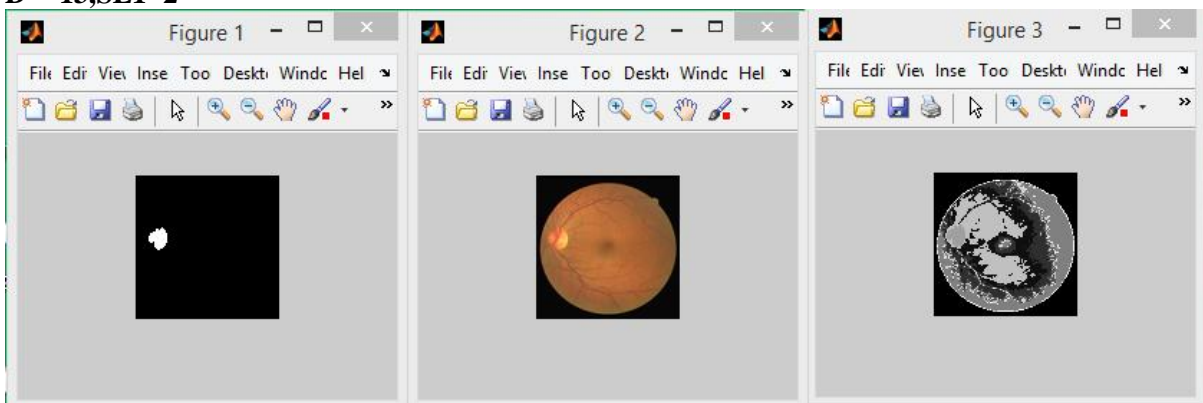 Figure 1
Figure 2
Figure 3
File Edi Viev Inse Too Deskt Windc Hel
File Edi Viev Inse Too Deskt Windc Hel
File Edi Viev Inse Too Deskt Windc Hel